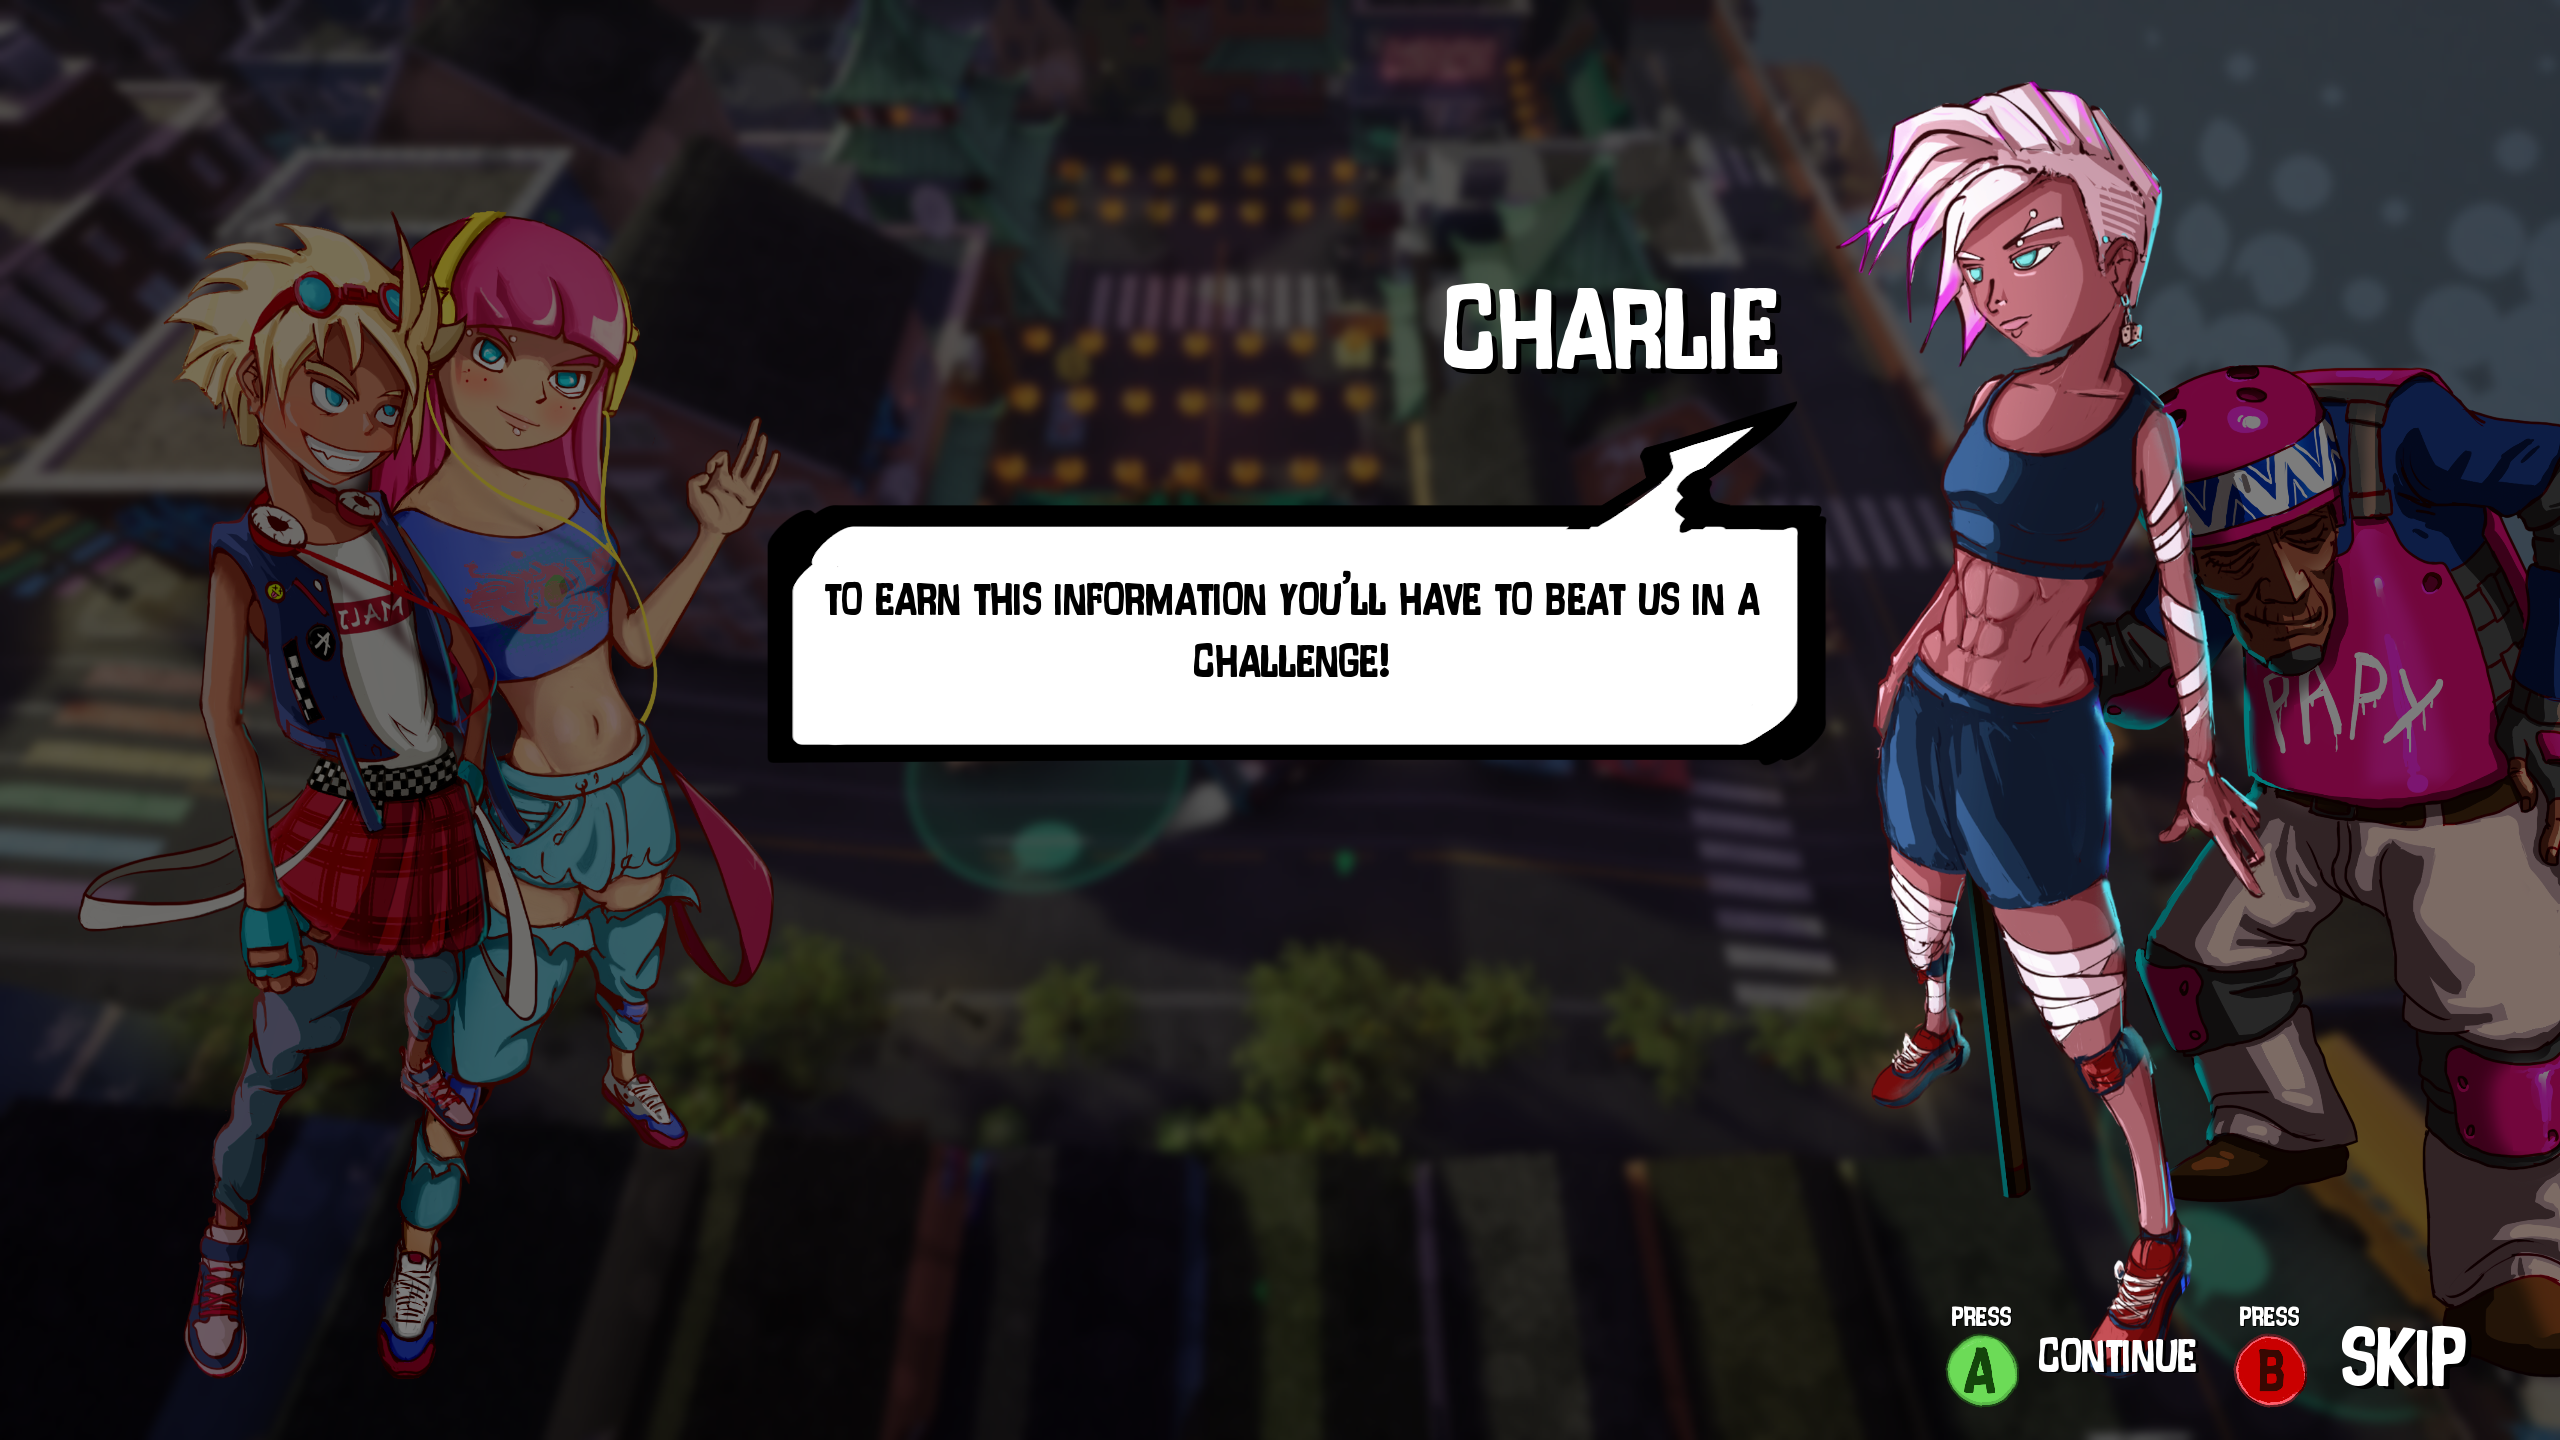 CHARLIE
TO EARN THIS INFORMATION YOU'LL HAVE TO BEAT US IN A
CHALLENGE!
PAPY
PRESS
A
CONTINUE
PRESS
B
SKIP